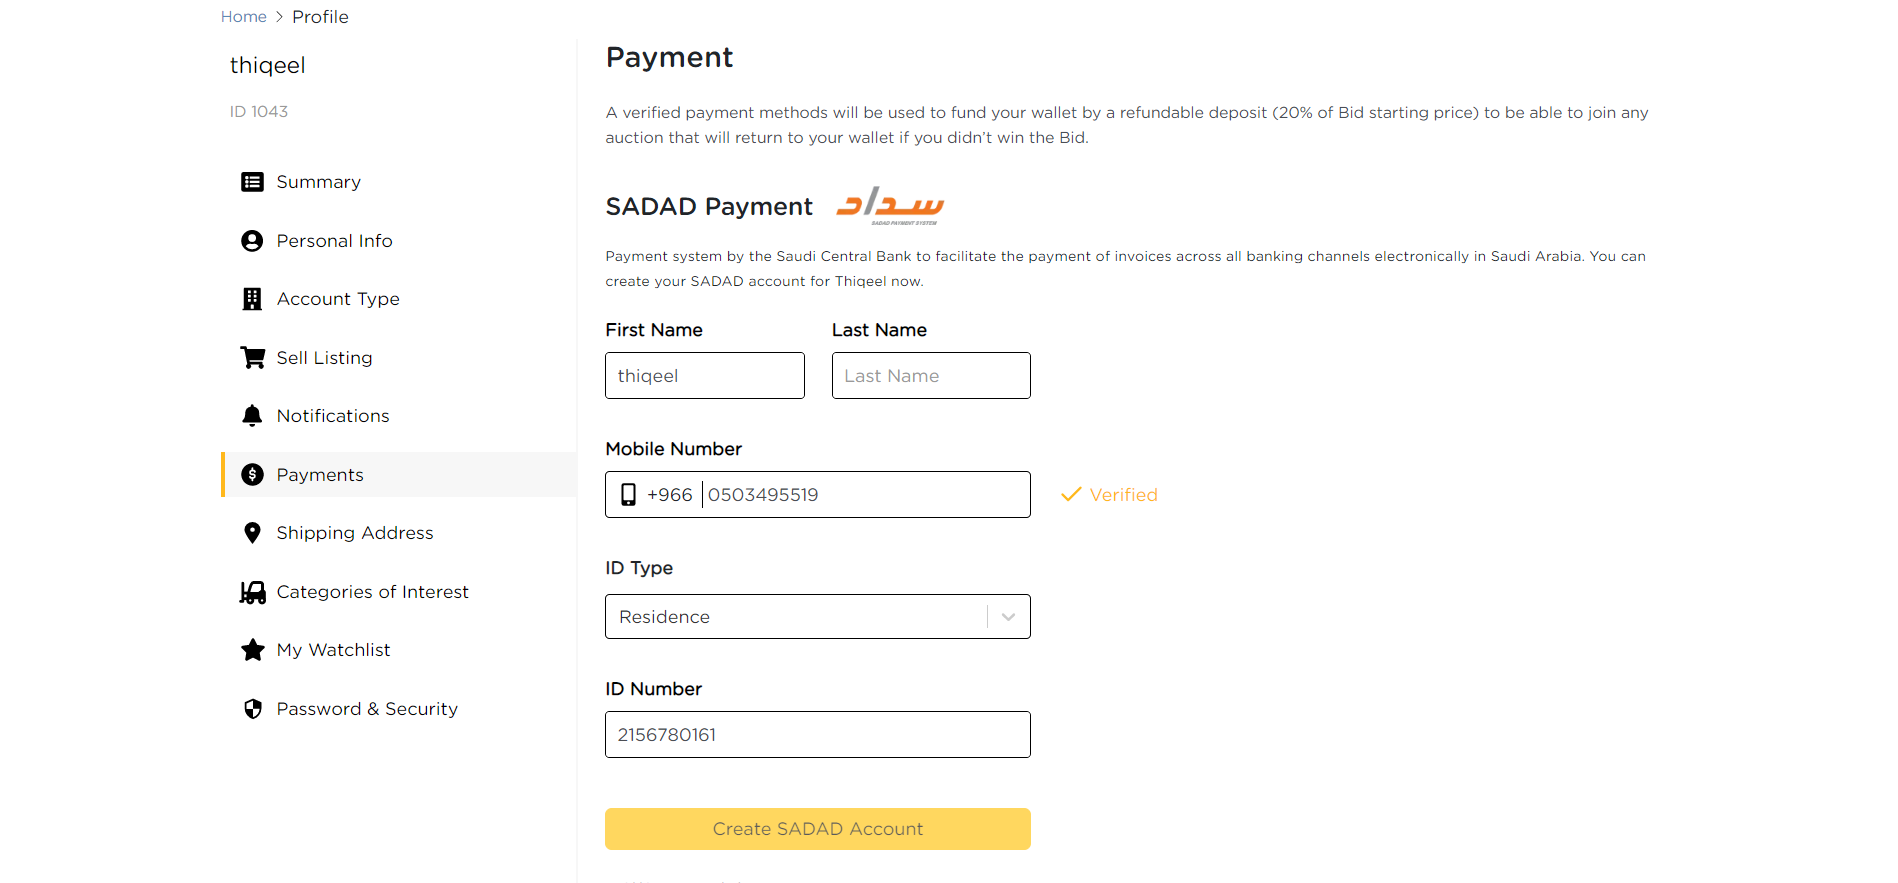 Home > Profile
thiqeel
ID 1043
Summary
Personal Info
Account Type
Sell Listing
Notifications
Payments
Shipping Address
Categories of Interest
My Watchlist
Password & Security
Payment
A verified payment methods will be used to fund your wallet by a refundable deposit (20% of Bid starting price) to be able to join any
auction that will return to your wallet if you didn't win the Bid.
SADAD Payment سداد
SADAD PAYMENT SYSTEM
Payment system by the Saudi Central Bank to facilitate the payment of invoices across all banking channels electronically in Saudi Arabia. You can
create your SADAD account for Thiqeel now.
First Name Last Name
thiqeel Last Name
Mobile Number
+966 0503495519 Verified
ID Type
Residence
ID Number
2156780161
Create SADAD Account